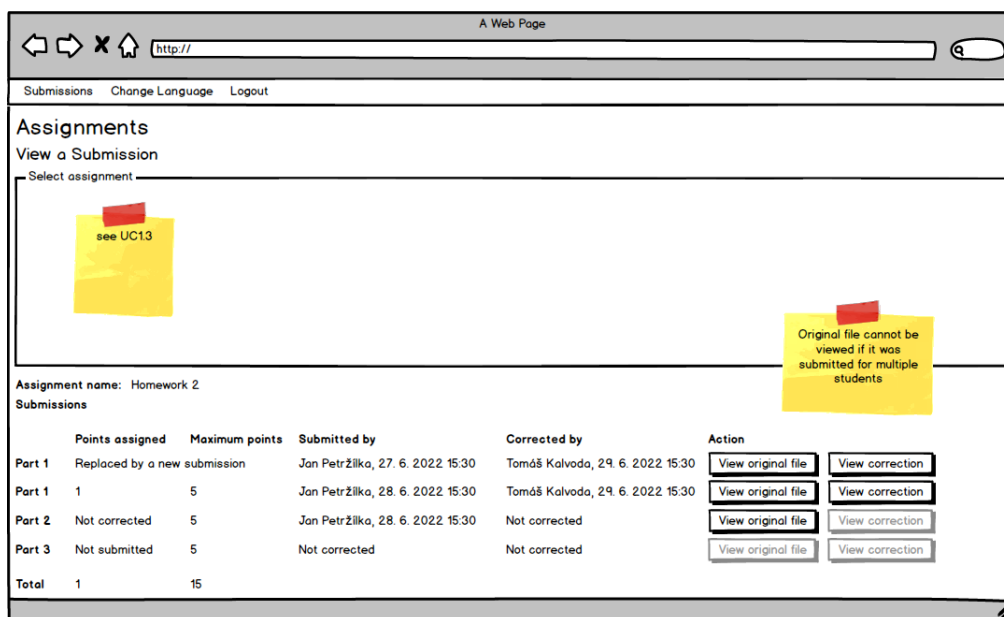 A Web Page
http://
Submissions Change Language Logout
Assignments
View a Submission
Select assignment
see UC1.3
Original file cannot be
viewed if it was
submitted for multiple
students
Assignment name: Homework 2
Submissions
Points assigned Maximum points Submitted by Corrected by Action
Part 1 Replaced by a new submission Jan Petržilka, 27. 6. 2022 15:30 Tomáš Kalvoda, 29. 6. 2022 15:30 View original file View correction
Part 1 1 5 Jan Petržilka, 28. 6. 2022 15:30 Tomáš Kalvoda, 29. 6. 2022 15:30 View original file View correction
Part 2 Not corrected 5 Jan Petržilka, 28. 6. 2022 15:30 Not corrected View original file View correction
Part 3 Not submitted 5 Not corrected Not corrected View original file View correction
Total 1 15